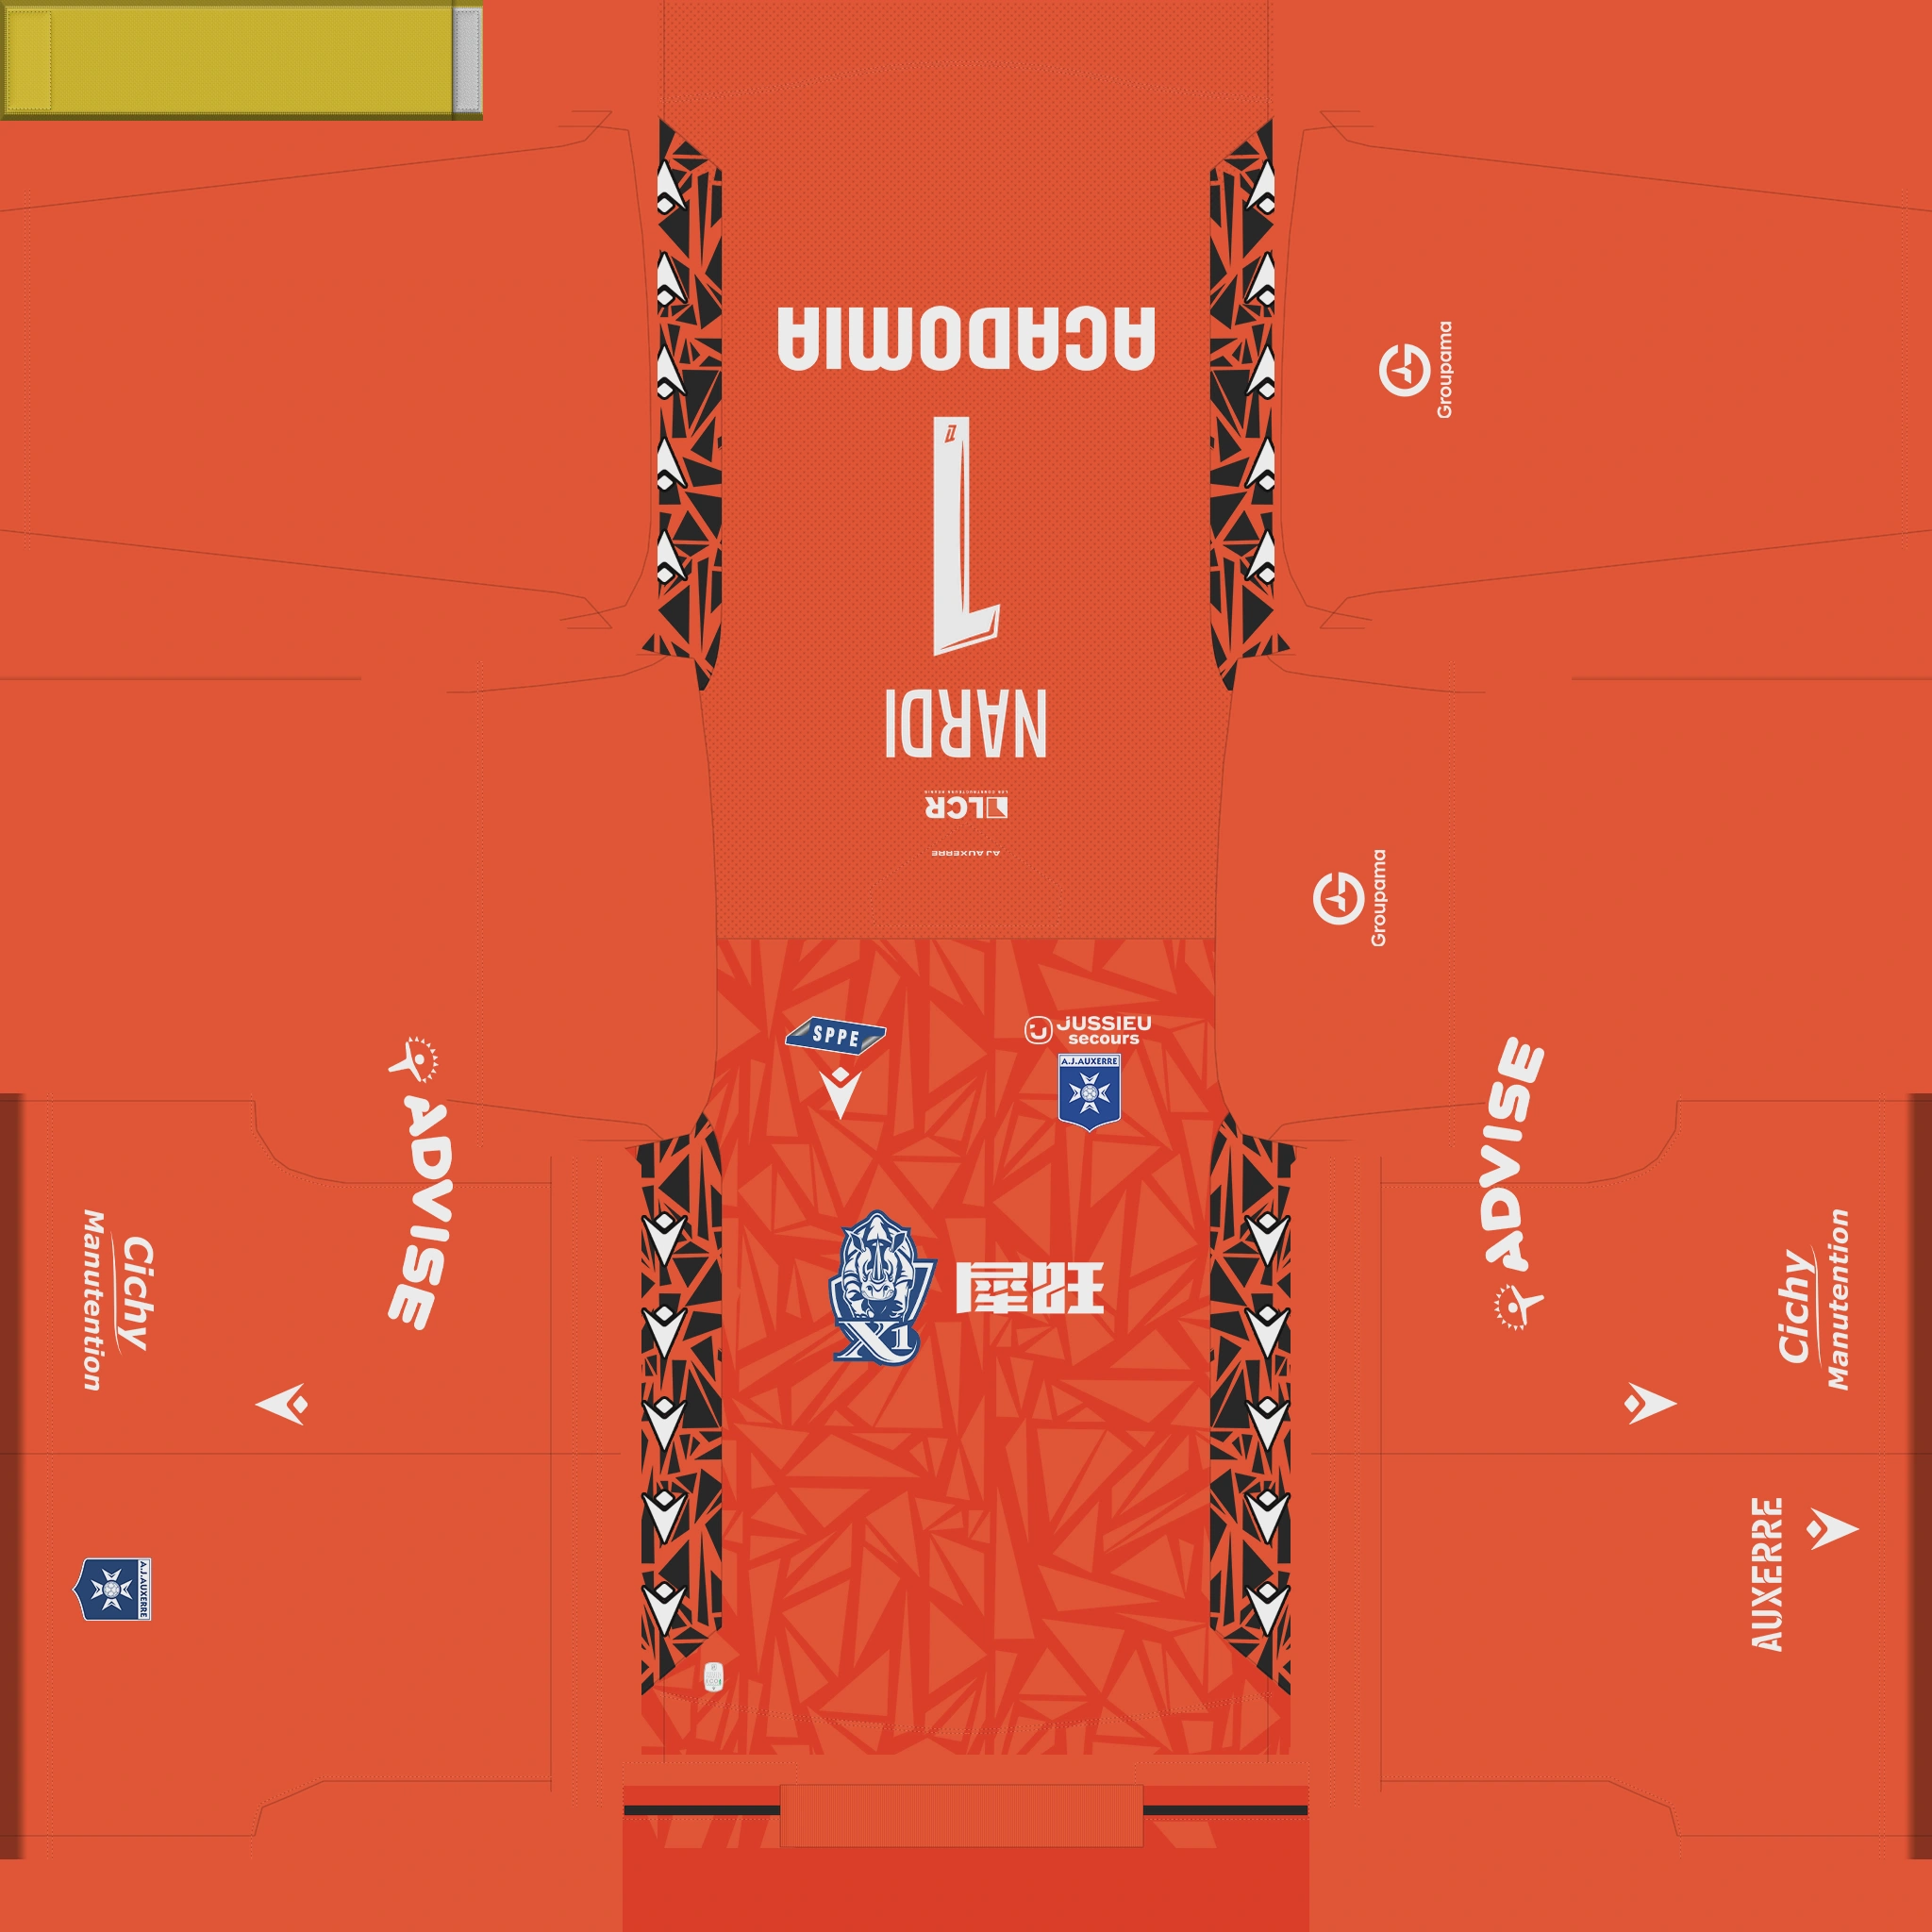 ACADOMIA
1
NARDI
LCR
AJ AUXERRE
Groupama
Groupama
SPPE
JUSSIEU
secours
A.J.AUXERRE
X1
犀旺
ADVISE
ADVISE
Cichy
Manutention
Cichy
Manutention
A.J.AUXERRE
AUXERRE